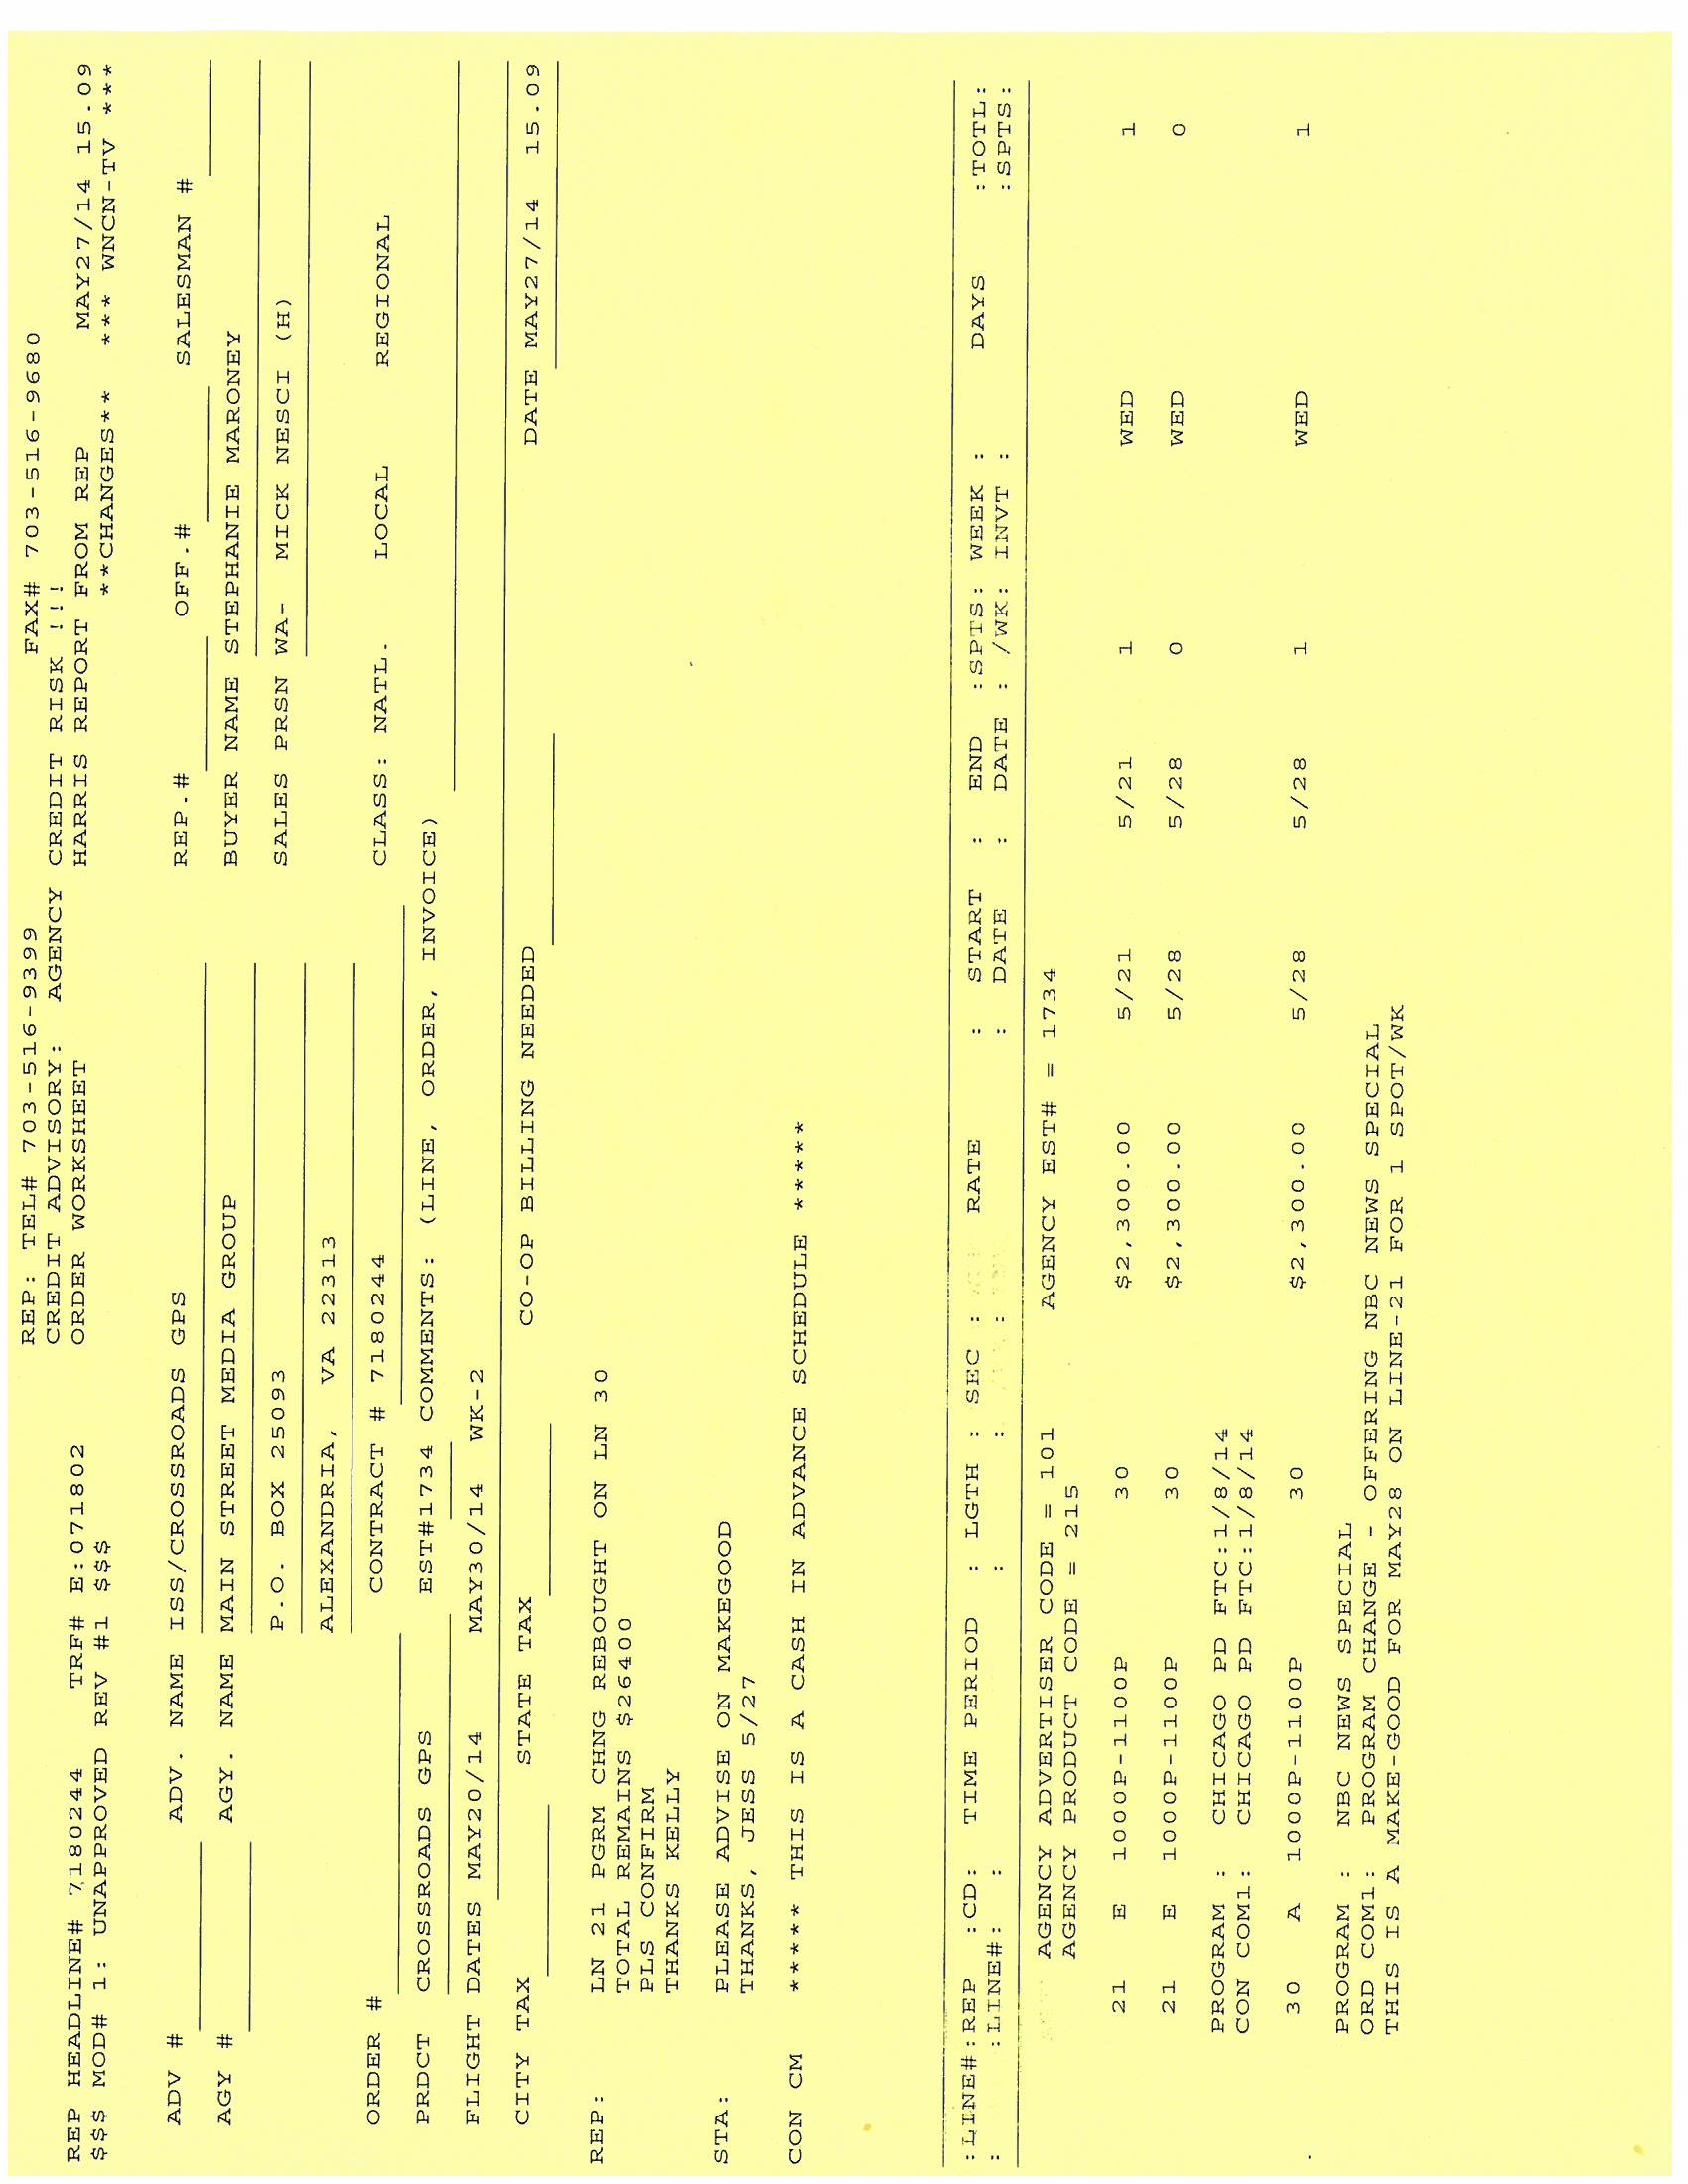 REP: TEL# 703-516-9399 FAX# 703-516-9680
CREDIT ADVISORY: AGENCY CREDIT RISK !!!
REP HEADLINE# 7180244 TRF# E:071802 ORDER WORKSHEET HARRIS REPORT FROM REP MAY27/14 15.09
$$$ MOD# 1: UNAPPROVED REV #1 $$$ **CHANGES** **** WNCN-TV ***
ADV # ADV. NAME ISS/CROSSROADS GPS REP.# OFF.# SALESMAN #
AGY # AGY. NAME MAIN STREET MEDIA GROUP BUYER NAME STEPHANIE MARONEY
P.O. BOX 25093 SALES PRSN WA- MICK NESCI (H)
ALEXANDRIA, VA 22313
ORDER # CONTRACT # 7180244 CLASS: NATL. LOCAL REGIONAL
PRDCT CROSSROADS GPS EST#1734 COMMENTS: (LINE, ORDER, INVOICE)
FLIGHT DATES MAY20/14 MAY30/14 WK-2
CITY TAX STATE TAX CO-OP BILLING NEEDED DATE MAY27/14 15.09
REP: LN 21 PGRM CHNG REBOUGHT ON LN 30
TOTAL REMAINS $26400
PLS CONFIRM
THANKS KELLY
STA: PLEASE ADVISE ON MAKEGOOD
THANKS, JESS 5/27
CON CM ***** THIS IS A CASH IN ADVANCE SCHEDULE *****
:LINE#:REP :CD: TIME PERIOD : LGTH : SEC : RATE : START : END :SPTS: WEEK : DAYS :TOTL:
: :LINE#: : : : : : DATE : DATE : /WK: INVT : :SPTS:
AGENCY ADVERTISER CODE = 101 AGENCY EST# = 1734
AGENCY PRODUCT CODE = 215
21 E 1000P-1100P 30 $2,300.00 5/21 5/21 1 WED 1
21 E 1000P-1100P 30 $2,300.00 5/28 5/28 0 WED 0
PROGRAM : CHICAGO PD FTC:1/8/14
CON COM1: CHICAGO PD FTC:1/8/14
30 A 1000P-1100P 30 $2,300.00 5/28 5/28 1 WED 1
PROGRAM : NBC NEWS SPECIAL
ORD COM1: PROGRAM CHANGE - OFFERING NBC NEWS SPECIAL
THIS IS A MAKE-GOOD FOR MAY28 ON LINE-21 FOR 1 SPOT/WK